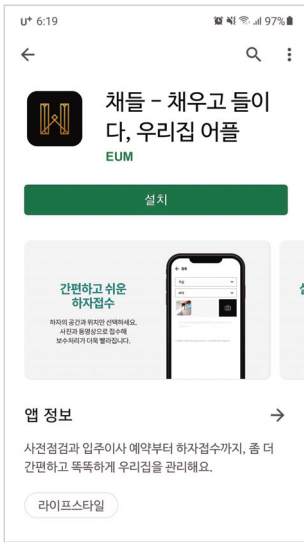 U⁺ 6:19 97%
채들 - 채우고 들이
다, 우리집 어플
EUM
설치
간편하고 쉬운
하자접수
하자의 공간과 위치만 선택하세요.
사진과 동영상으로 접수해
보수처리가 더욱 빨라집니다.
앱 정보
사전점검과 입주이사 예약부터 하자접수까지, 좀 더
간편하고 똑똑하게 우리집을 관리해요.
라이프스타일